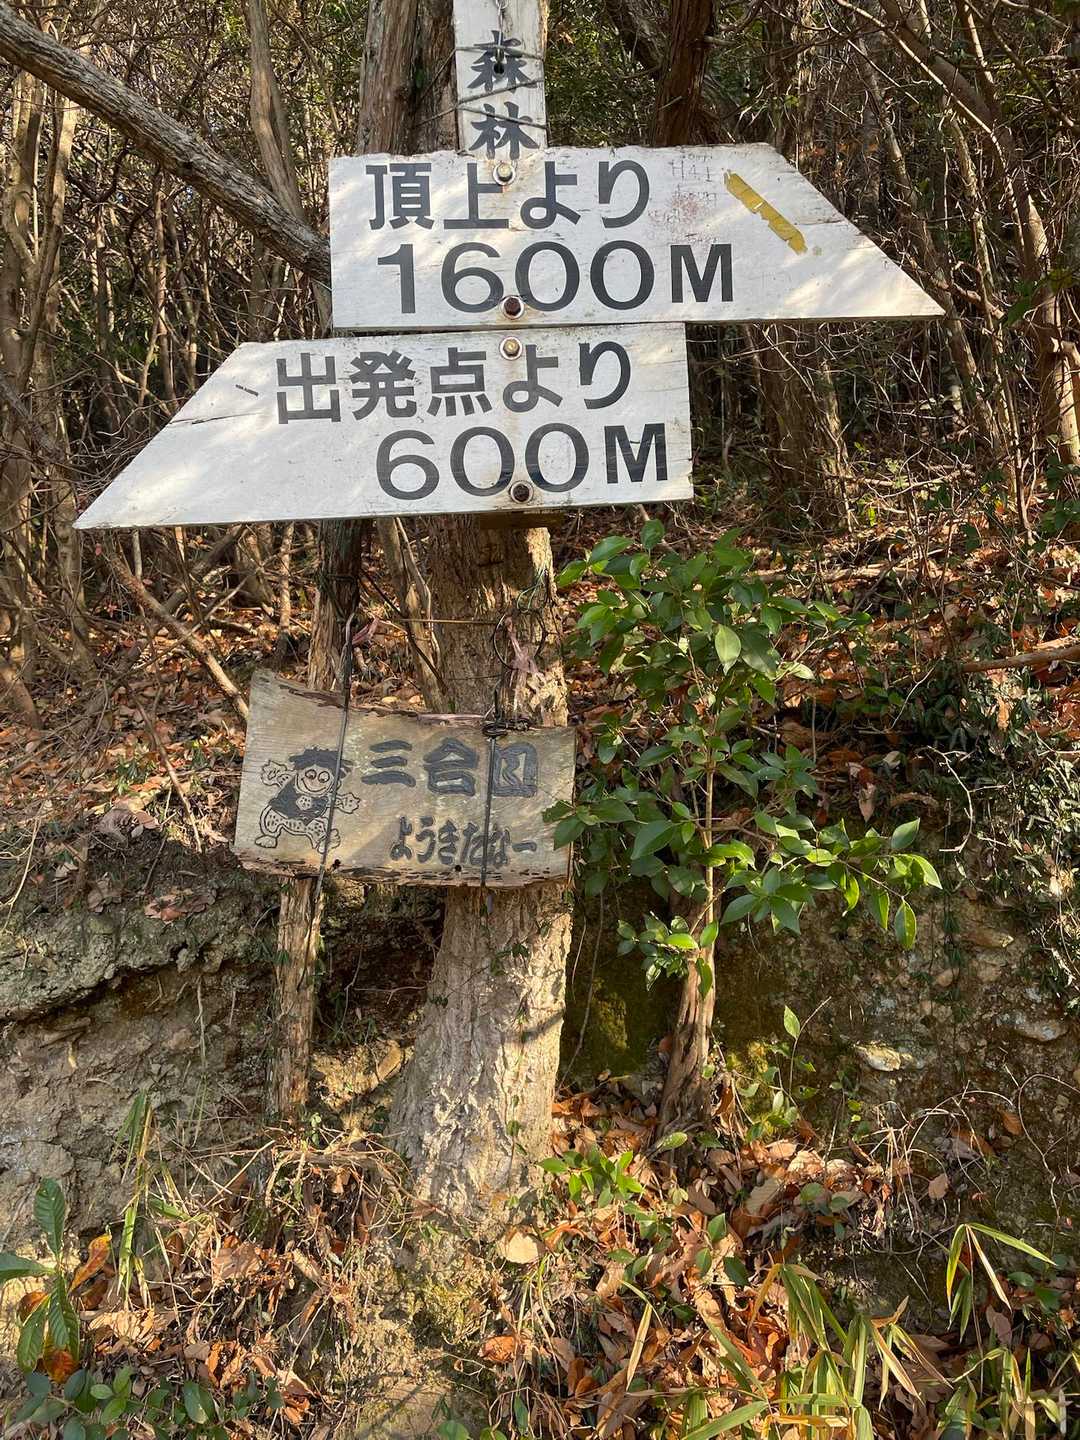 森林
頂上より
1600M
出発点より
600M
三合目
ようきたなー